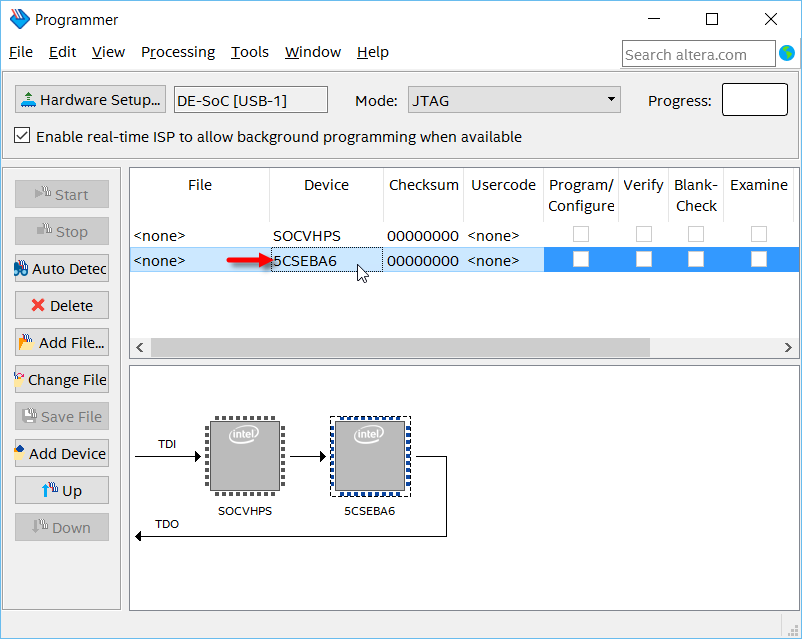 Programmer
File Edit View Processing Tools Window Help
Search altera.com
Hardware Setup... DE-SoC [USB-1] Mode: JTAG Progress:
Enable real-time ISP to allow background programming when available
Start
Stop
Auto Detec
Delete
Add File...
Change File
Save File
Add Device
Up
Down
File Device Checksum Usercode Program/ Verify Blank- Examine
Configure Check
<none> SOCVHPS 00000000 <none>
<none> 5CSEBA6 00000000 <none>
TDI
intel intel
SOCVHPS 5CSEBA6
TDO